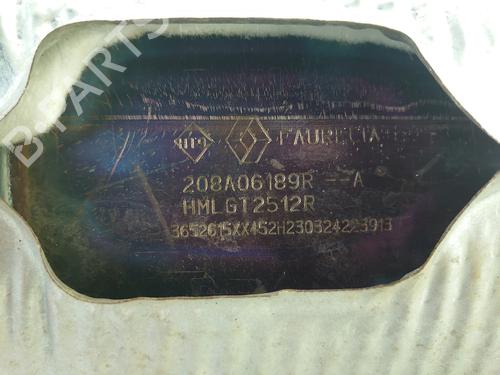 B-PARTS
FAURECIA
208A06189R --A
HMLGT2512R
3652615XX452H230324223913